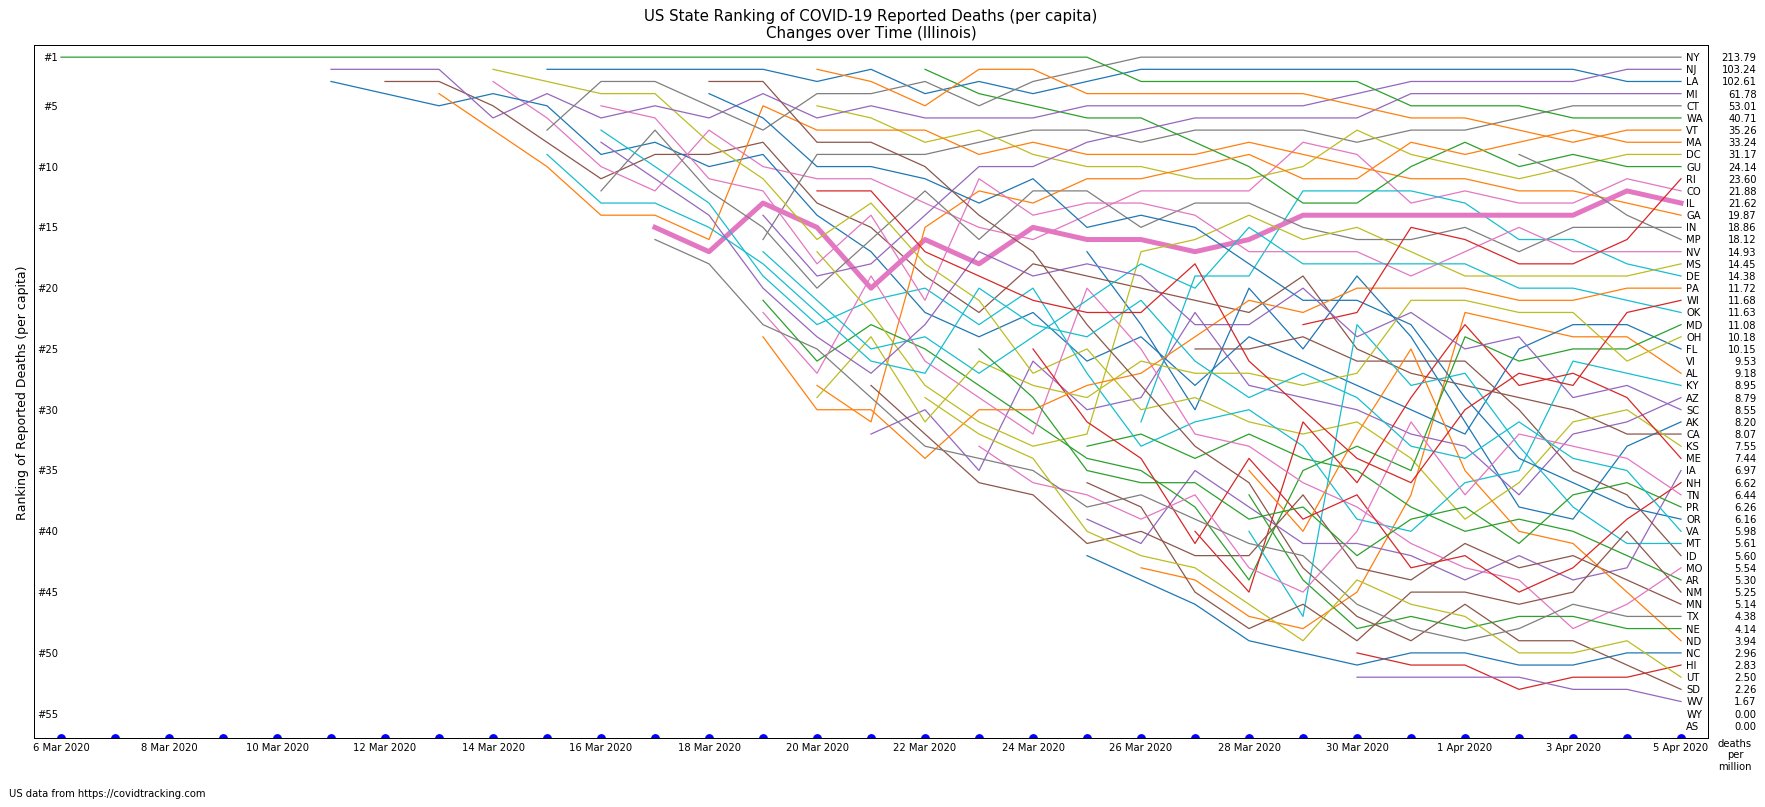 US State Ranking of COVID-19 Reported Deaths (per capita)
Changes over Time (Illinois)
Ranking of Reported Deaths (per capita)
#1
#5
#10
#15
#20
#25
#30
#35
#40
#45
#50
#55
NY 213.79
NJ 103.24
LA 102.61
MI 61.78
CT 53.01
WA 40.71
VT 35.26
MA 33.24
DC 31.17
GU 24.14
RI 23.60
CO 21.88
IL 21.62
GA 19.87
IN 18.86
MP 18.12
NV 14.93
MS 14.45
DE 14.38
PA 11.72
WI 11.68
OK 11.63
MD 11.08
OH 10.18
FL 10.15
VI 9.53
AL 9.18
KY 8.95
AZ 8.79
SC 8.55
AK 8.20
CA 8.07
KS 7.55
ME 7.44
IA 6.97
NH 6.62
TN 6.44
PR 6.26
OR 6.16
VA 5.98
MT 5.61
ID 5.60
MO 5.54
AR 5.30
NM 5.25
MN 5.14
TX 4.38
NE 4.14
ND 3.94
NC 2.96
HI 2.83
UT 2.50
SD 2.26
WV 1.67
WY 0.00
AS 0.00
6 Mar 2020 8 Mar 2020 10 Mar 2020 12 Mar 2020 14 Mar 2020 16 Mar 2020 18 Mar 2020 20 Mar 2020 22 Mar 2020 24 Mar 2020 26 Mar 2020 28 Mar 2020 30 Mar 2020 1 Apr 2020 3 Apr 2020 5 Apr 2020
deaths
per
million
US data from https://covidtracking.com